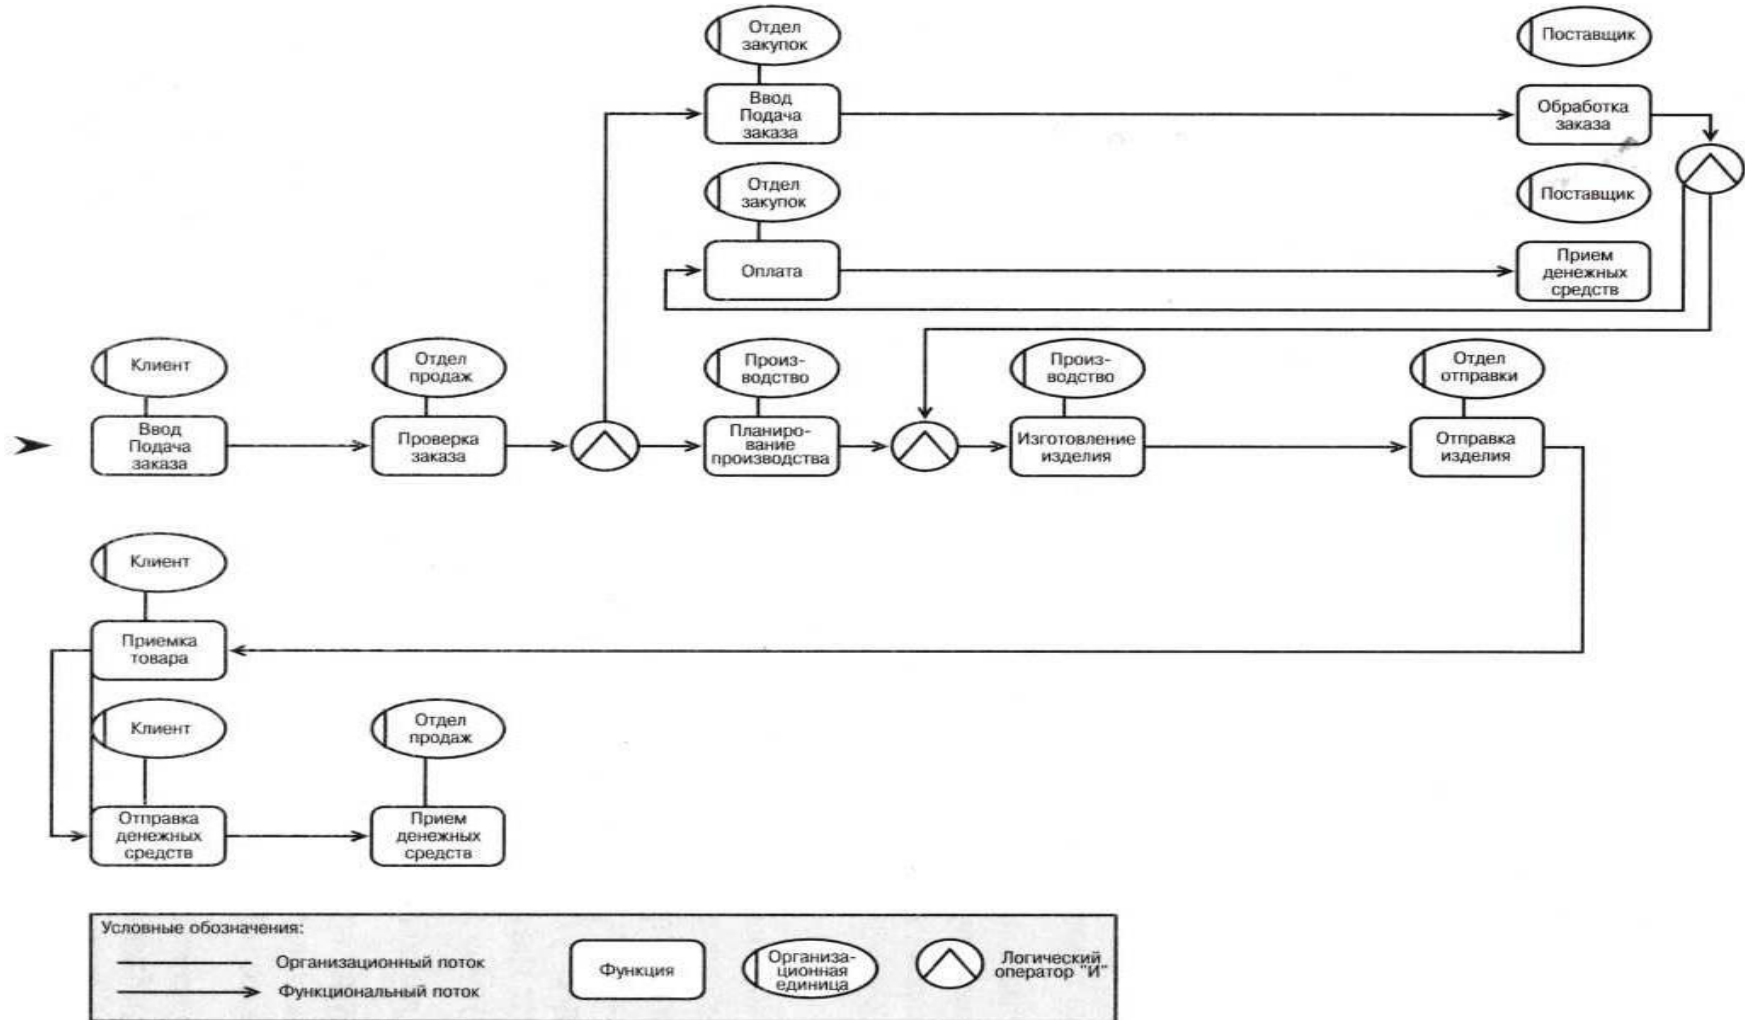 Отдел
закупок
Поставщик
Ввод
Подача
заказа
Обработка
заказа
Отдел
закупок
Поставщик
Оплата
Прием
денежных
средств
Клиент
Отдел
продаж
Произ-
водство
Произ-
водство
Отдел
отправки
Ввод
Подача
заказа
Проверка
заказа
Планиро-
вание
производства
Изготовление
изделия
Отправка
изделия
Клиент
Приемка
товара
Клиент
Отдел
продаж
Отправка
денежных
средств
Прием
денежных
средств
Условные обозначения:
Организационный поток
Функциональный поток
Функция
Организа-
ционная
единица
Логический
оператор "И"